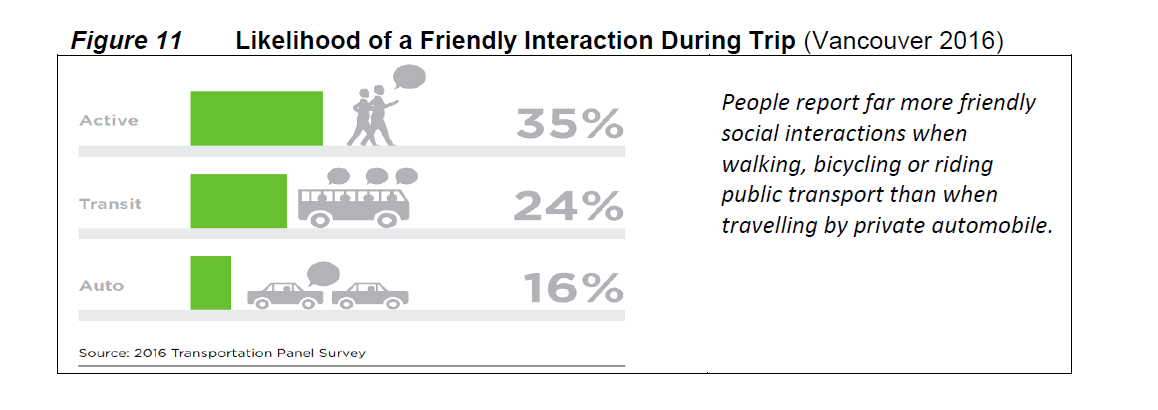 Figure 11 Likelihood of a Friendly Interaction During Trip (Vancouver 2016)
Active 35%
Transit 24%
Auto 16%
Source: 2016 Transportation Panel Survey
People report far more friendly
social interactions when
walking, bicycling or riding
public transport than when
travelling by private automobile.